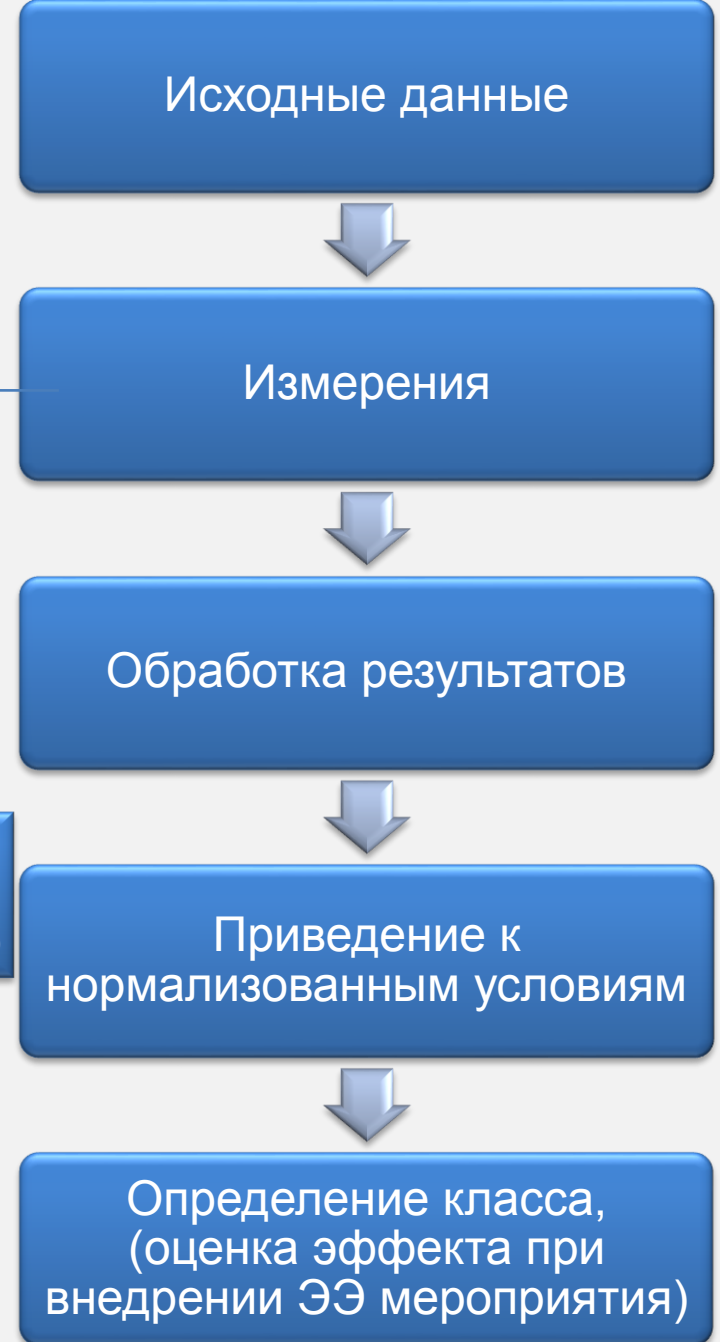 Исходные данные
Измерения
Обработка результатов
Приведение к
нормализованным условиям
Определение класса,
(оценка эффекта при
внедрении ЭЭ мероприятия)